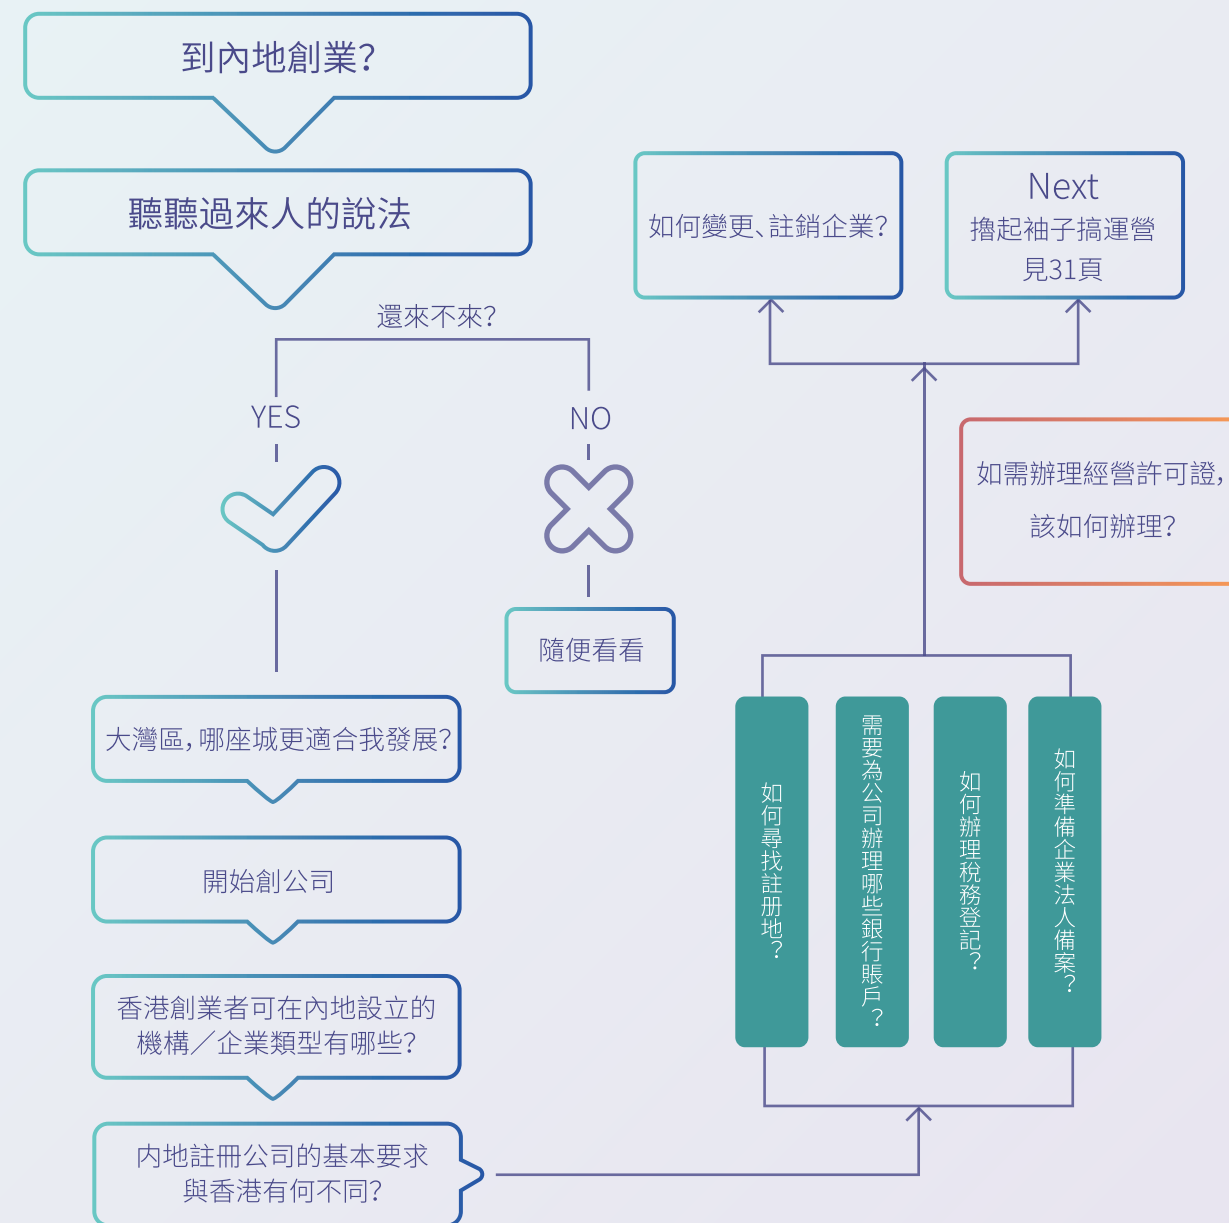 到內地創業？
聽聽過來人的說法
還來不來？
YES
NO
隨便看看
大灣區，哪座城更適合我發展？
開始創公司
香港創業者可在內地設立的
機構／企業類型有哪些？
内地註冊公司的基本要求
與香港有何不同？
如何尋找註册地？
需要為公司辦理哪些銀行賬戶？
如何辦理稅務登記？
如何準備企業法人備案？
如需辦理經營許可證，
該如何辦理？
如何變更、註銷企業？
Next
擼起袖子搞運營
見31頁